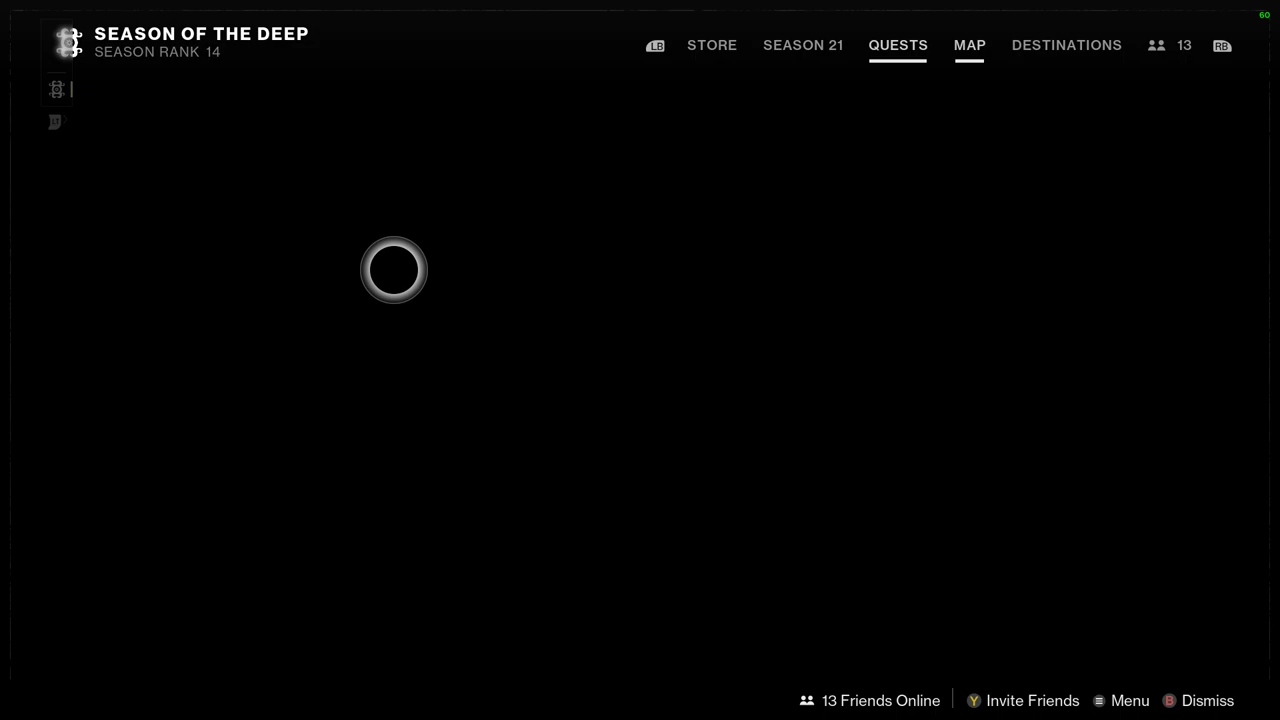 60
SEASON OF THE DEEP
SEASON RANK 14
LB STORE SEASON 21 QUESTS MAP DESTINATIONS 13 RB
LT
13 Friends Online Y Invite Friends Menu B Dismiss